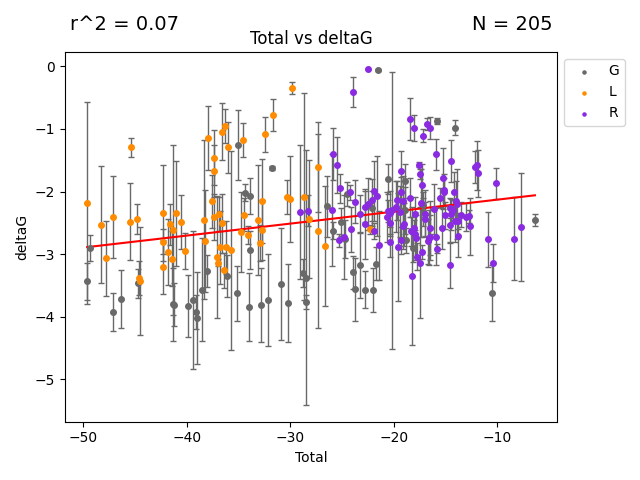 r^2 = 0.07
N = 205
Total vs deltaG
G
L
R
0
−1
−2
−3
−4
−5
deltaG
−50 −40 −30 −20 −10
Total